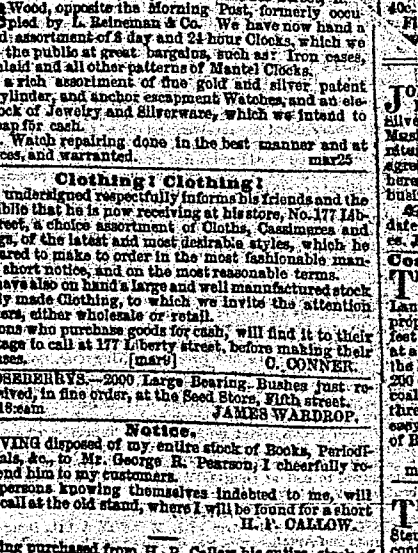 Wood, opposite the Morning Post, formerly occu-
pied by L. Reineman & Co. We have now hand a
assortment of 8 day and 24 hour Clocks, which we
the public at great bargains, such as: Iron cases,
inlaid and all other patterns of Mantel Clocks.
a rich assortment of fine gold and silver, patent
cylinder, and anchor escapment Watches, and an ele-
ock of Jewelry and Silverware, which we intend to
eap for cash.
Watch repairing done in the best manner and at
ces, and warranted. mar25
Clothing! Clothing!
undersigned respectfully informs his friends and the
public that he is now receiving at his store, No. 177 Lib-
reet, a choice assortment of Cloths, Cassimeres and
gs, of the latest and most desirable styles, which he
ared to make to order in the most fashionable man-
short notice, and on the most reasonable terms.
have also on hand a large and well manufactured stock
ly made Clothing, to which we invite the attention
ers, either wholesale or retail.
ons who purchase goods for cash, will find it to their
tage to call at 177 Liberty street, before making their
ases. [mar9] C. CONNER.
OSEBERRYS.—2000 Large Bearing Bushes just re-
ived, in fine order, at the Seed Store, Fifth street.
JAMES WARDROP.
Notice.
VING disposed of my entire stock of Books, Periodi-
als, &c., to Mr. George R. Pearson, I cheerfully re-
end him to my customers.
persons knowing themselves indebted to me, will
call at the old stand, where I will be found for a short
H. P. CALLOW.
ing purchased from H. P.